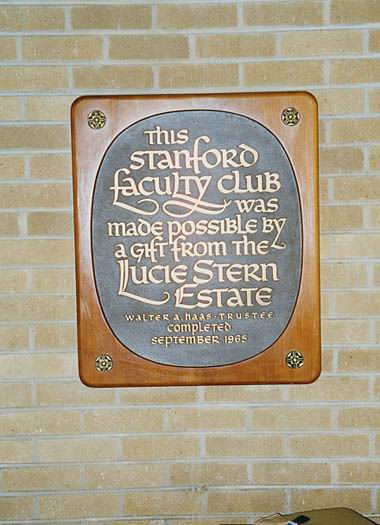 This
Stanford
faculty club
was
made possible by
a gift from the
Lucie Stern
Estate
Walter A. Haas · Trustee
completed
September 1965